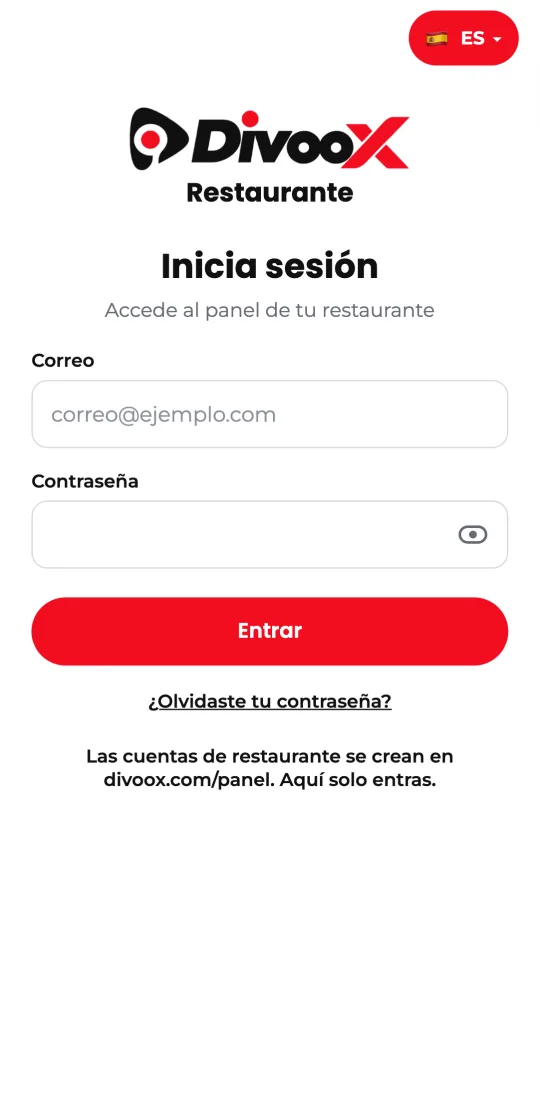 ES
DivooX
Restaurante
Inicia sesión
Accede al panel de tu restaurante
Correo
correo@ejemplo.com
Contraseña
Entrar
¿Olvidaste tu contraseña?
Las cuentas de restaurante se crean en
divoox.com/panel. Aquí solo entras.